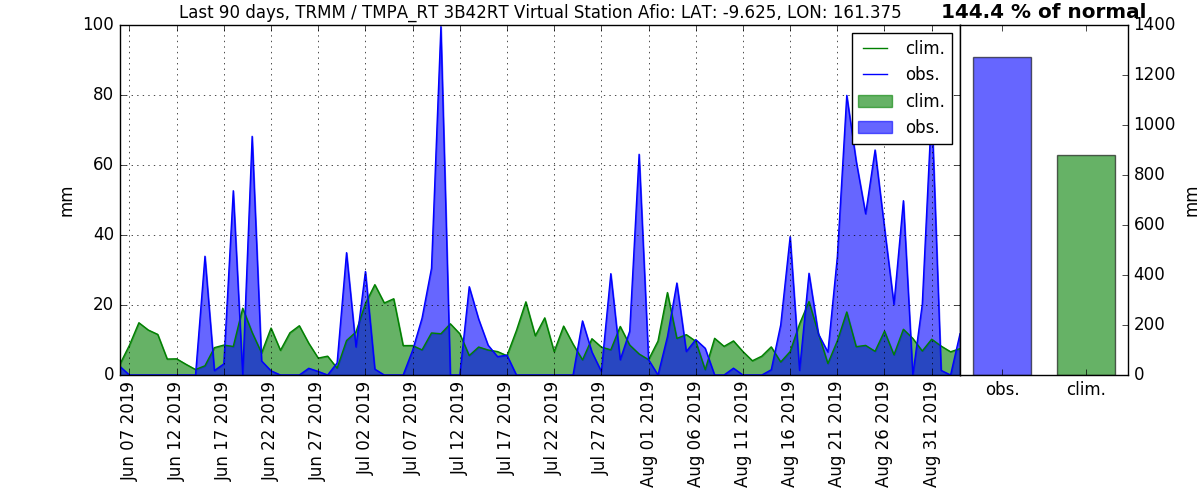 Last 90 days, TRMM / TMPA_RT 3B42RT Virtual Station Afio: LAT: -9.625, LON: 161.375
144.4 % of normal
100
80
60
40
20
0
mm
clim.
obs.
clim.
obs.
1400
1200
1000
800
600
400
200
0
mm
obs.
clim.
Jun 07 2019
Jun 12 2019
Jun 17 2019
Jun 22 2019
Jun 27 2019
Jul 02 2019
Jul 07 2019
Jul 12 2019
Jul 17 2019
Jul 22 2019
Jul 27 2019
Aug 01 2019
Aug 06 2019
Aug 11 2019
Aug 16 2019
Aug 21 2019
Aug 26 2019
Aug 31 2019